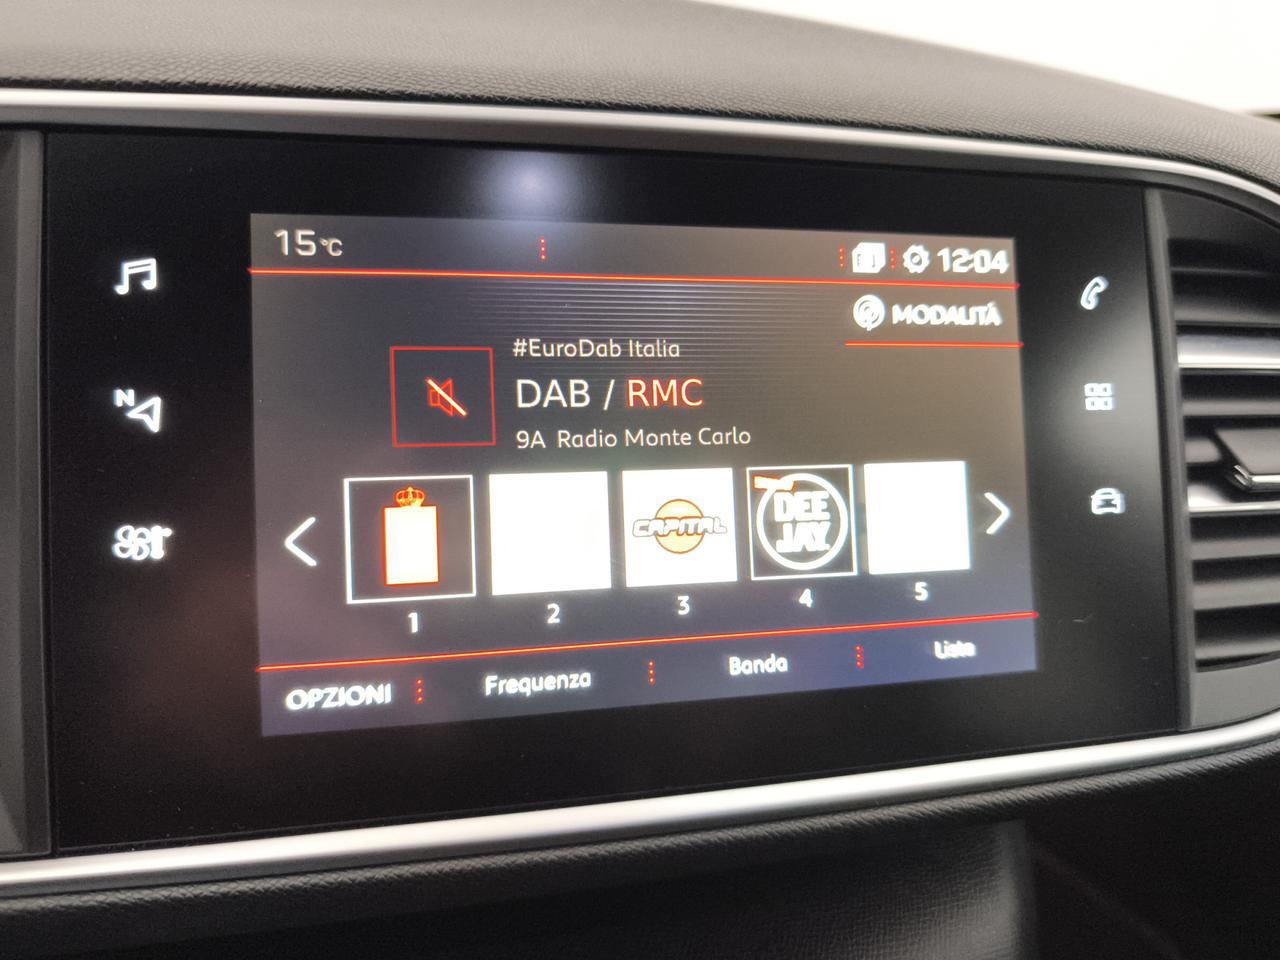 15°C
12:04
MODALITÀ
#EuroDab Italia
DAB / RMC
9A Radio Monte Carlo
N
CAPITAL
DEE
JAY
1
2
3
4
5
OPZIONI
Frequenza
Banda
Liste